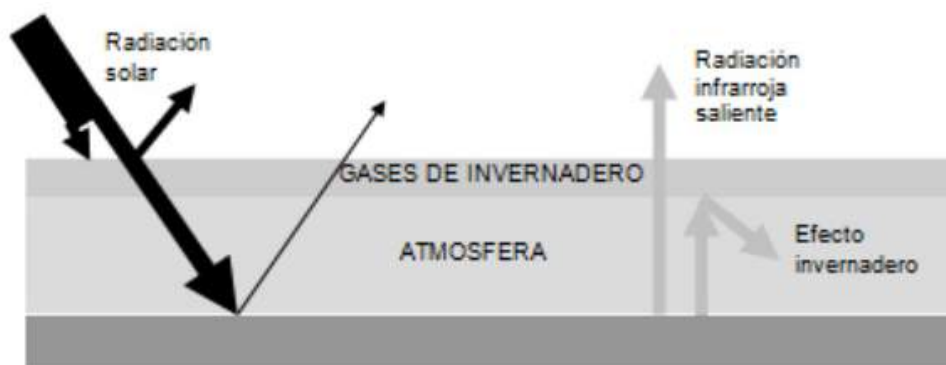 Radiación
solar
Radiación
infrarroja
saliente
GASES DE INVERNADERO
ATMOSFERA
Efecto
invernadero